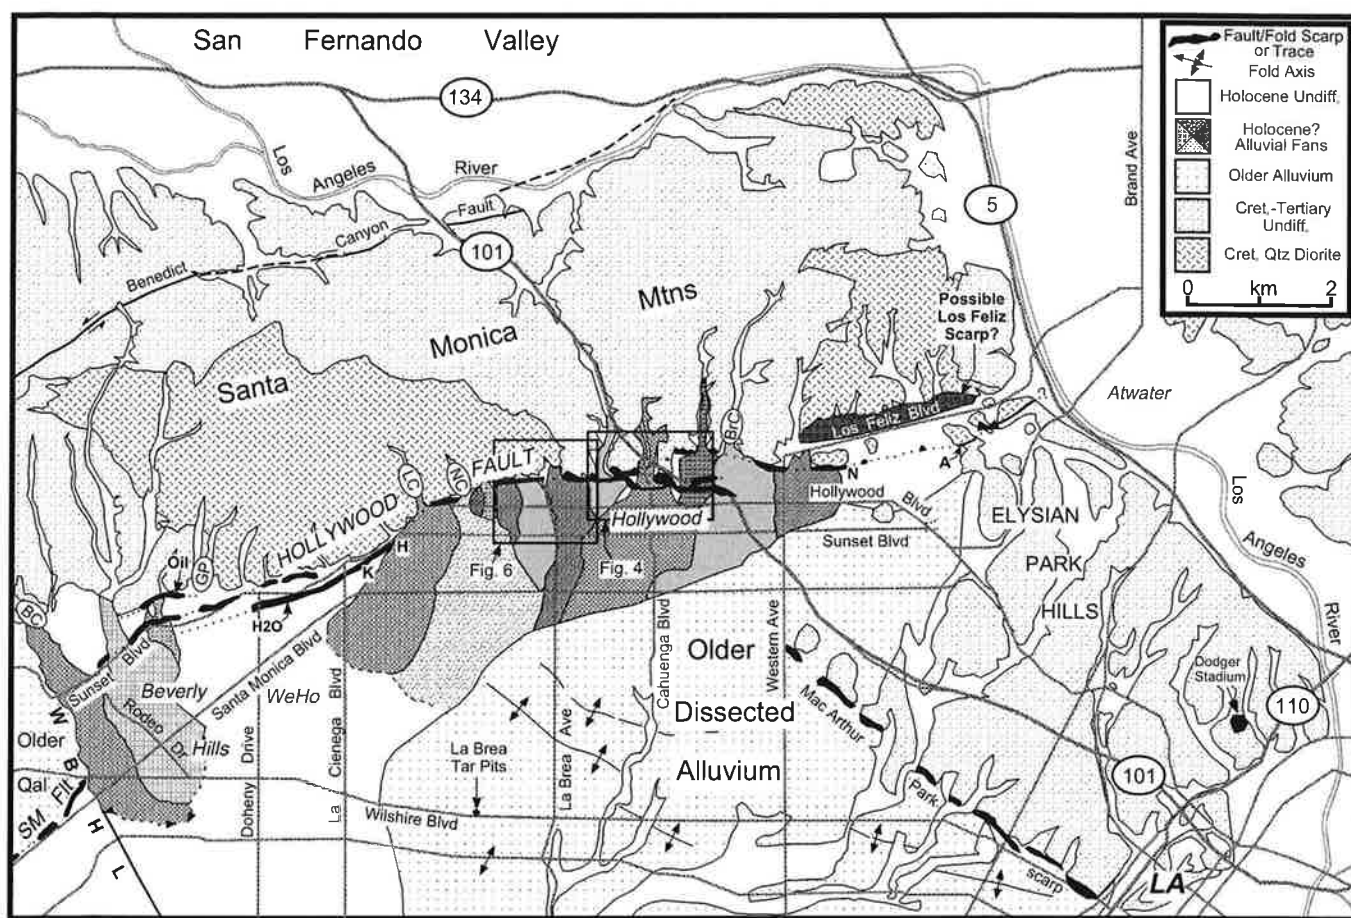 San Fernando Valley
134
Los
Angeles
River
Fault
Canyon
Benedict
101
5
Brand Ave
Fault/Fold Scarp
or Trace
Fold Axis
Holocene Undiff.
Holocene?
Alluvial Fans
Older Alluvium
Cret.-Tertiary
Undiff.
Cret. Qtz Diorite
0 km 2
Possible
Los Feliz
Scarp?
Mtns
Monica
Santa
Atwater
Los Feliz Blvd
BrC
LC
NC
FAULT
HOLLYWOOD
N
A
Hollywood
Blvd
Hollywood
Sunset Blvd
ELYSIAN
PARK
HILLS
Los
Angeles
River
Oil
GP
H
K
Fig. 6
Fig. 4
BC
H2O
Sunset Blvd
Santa Monica Blvd
Beverly
Hills
WeHo
Rodeo Dr
Drive
Doheny
Blvd
La Cienega
Cahuenga Blvd
Western Ave
Older
Dissected
Alluvium
Mac Arthur
Park
scarp
Dodger
Stadium
110
101
Ave
La Brea
La Brea
Tar Pits
Wilshire Blvd
W
B
H
L
Older
Qal
SM Flt
LA